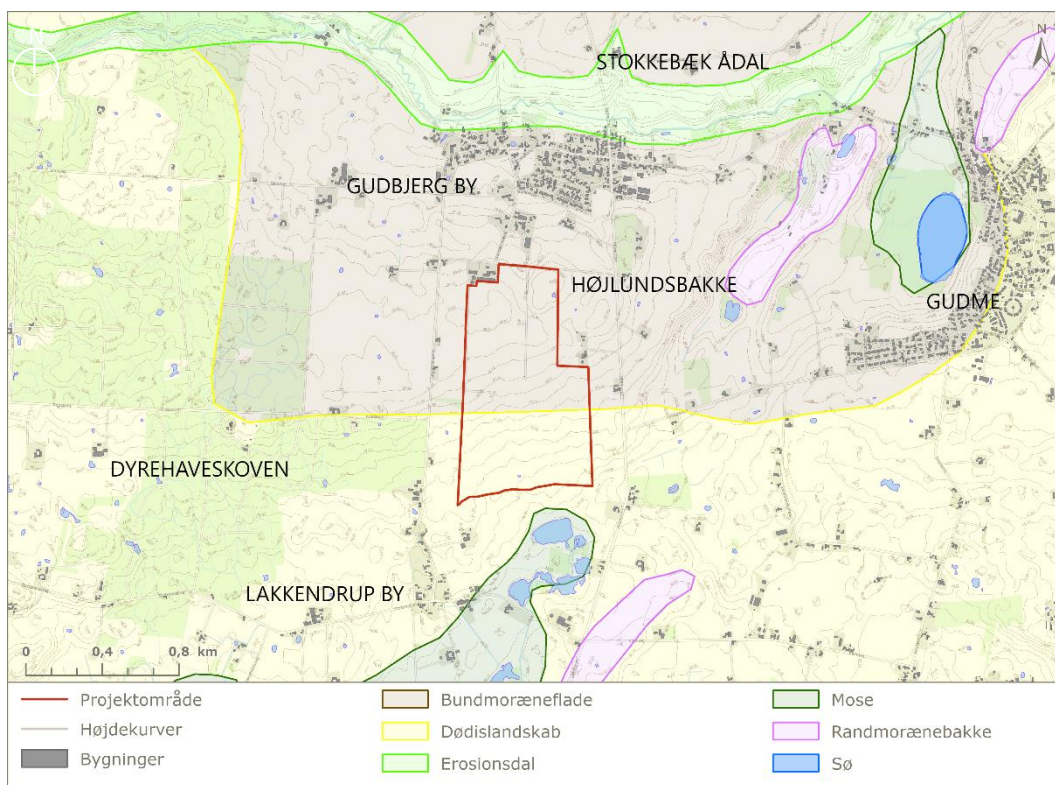 N
N
STOKKEBÆK ÅDAL
GUDBJERG BY
HØJLUNDSBAKKE
GUDME
DYREHAVESKOVEN
LAKKENDRUP BY
0 0,4 0,8 km
Projektområde
Højdekurver
Bygninger
Bundmoræneflade
Dødislandskab
Erosionsdal
Mose
Randmorænebakke
Sø